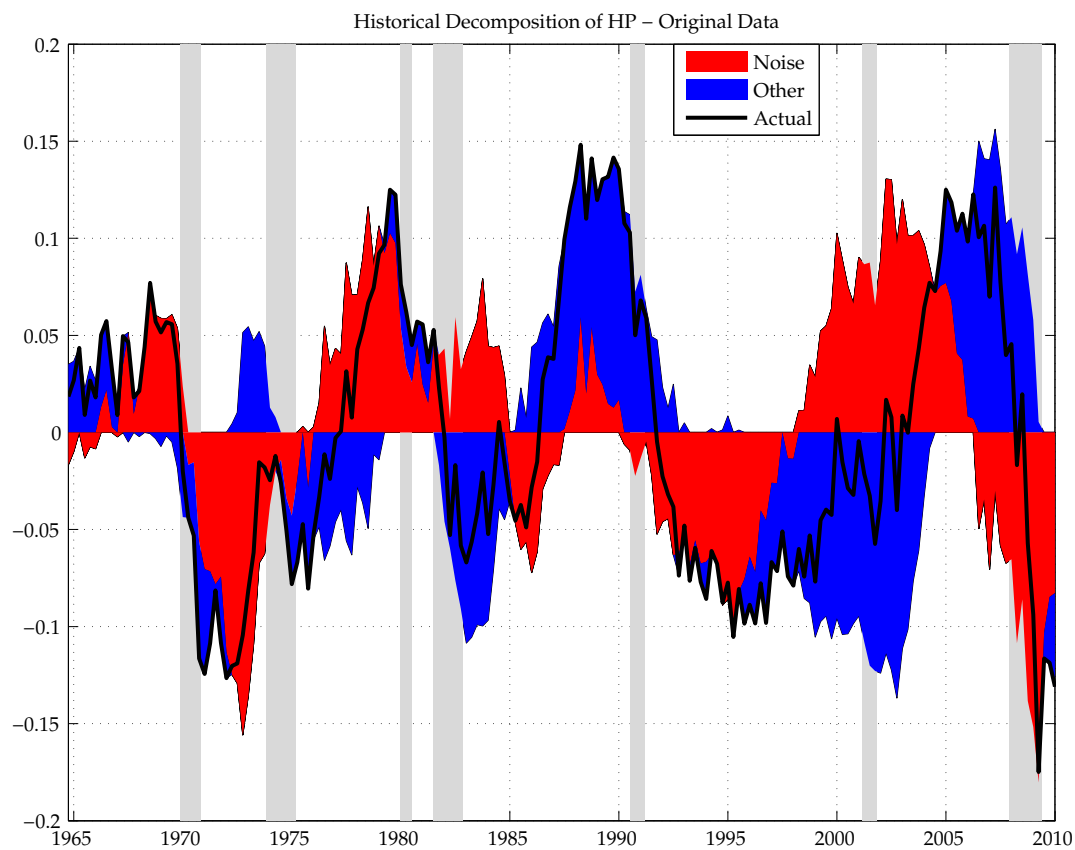 Historical Decomposition of HP − Original Data
0.2
0.15
0.1
0.05
0
−0.05
−0.1
−0.15
−0.2
Noise
Other
Actual
1965 1970 1975 1980 1985 1990 1995 2000 2005 2010